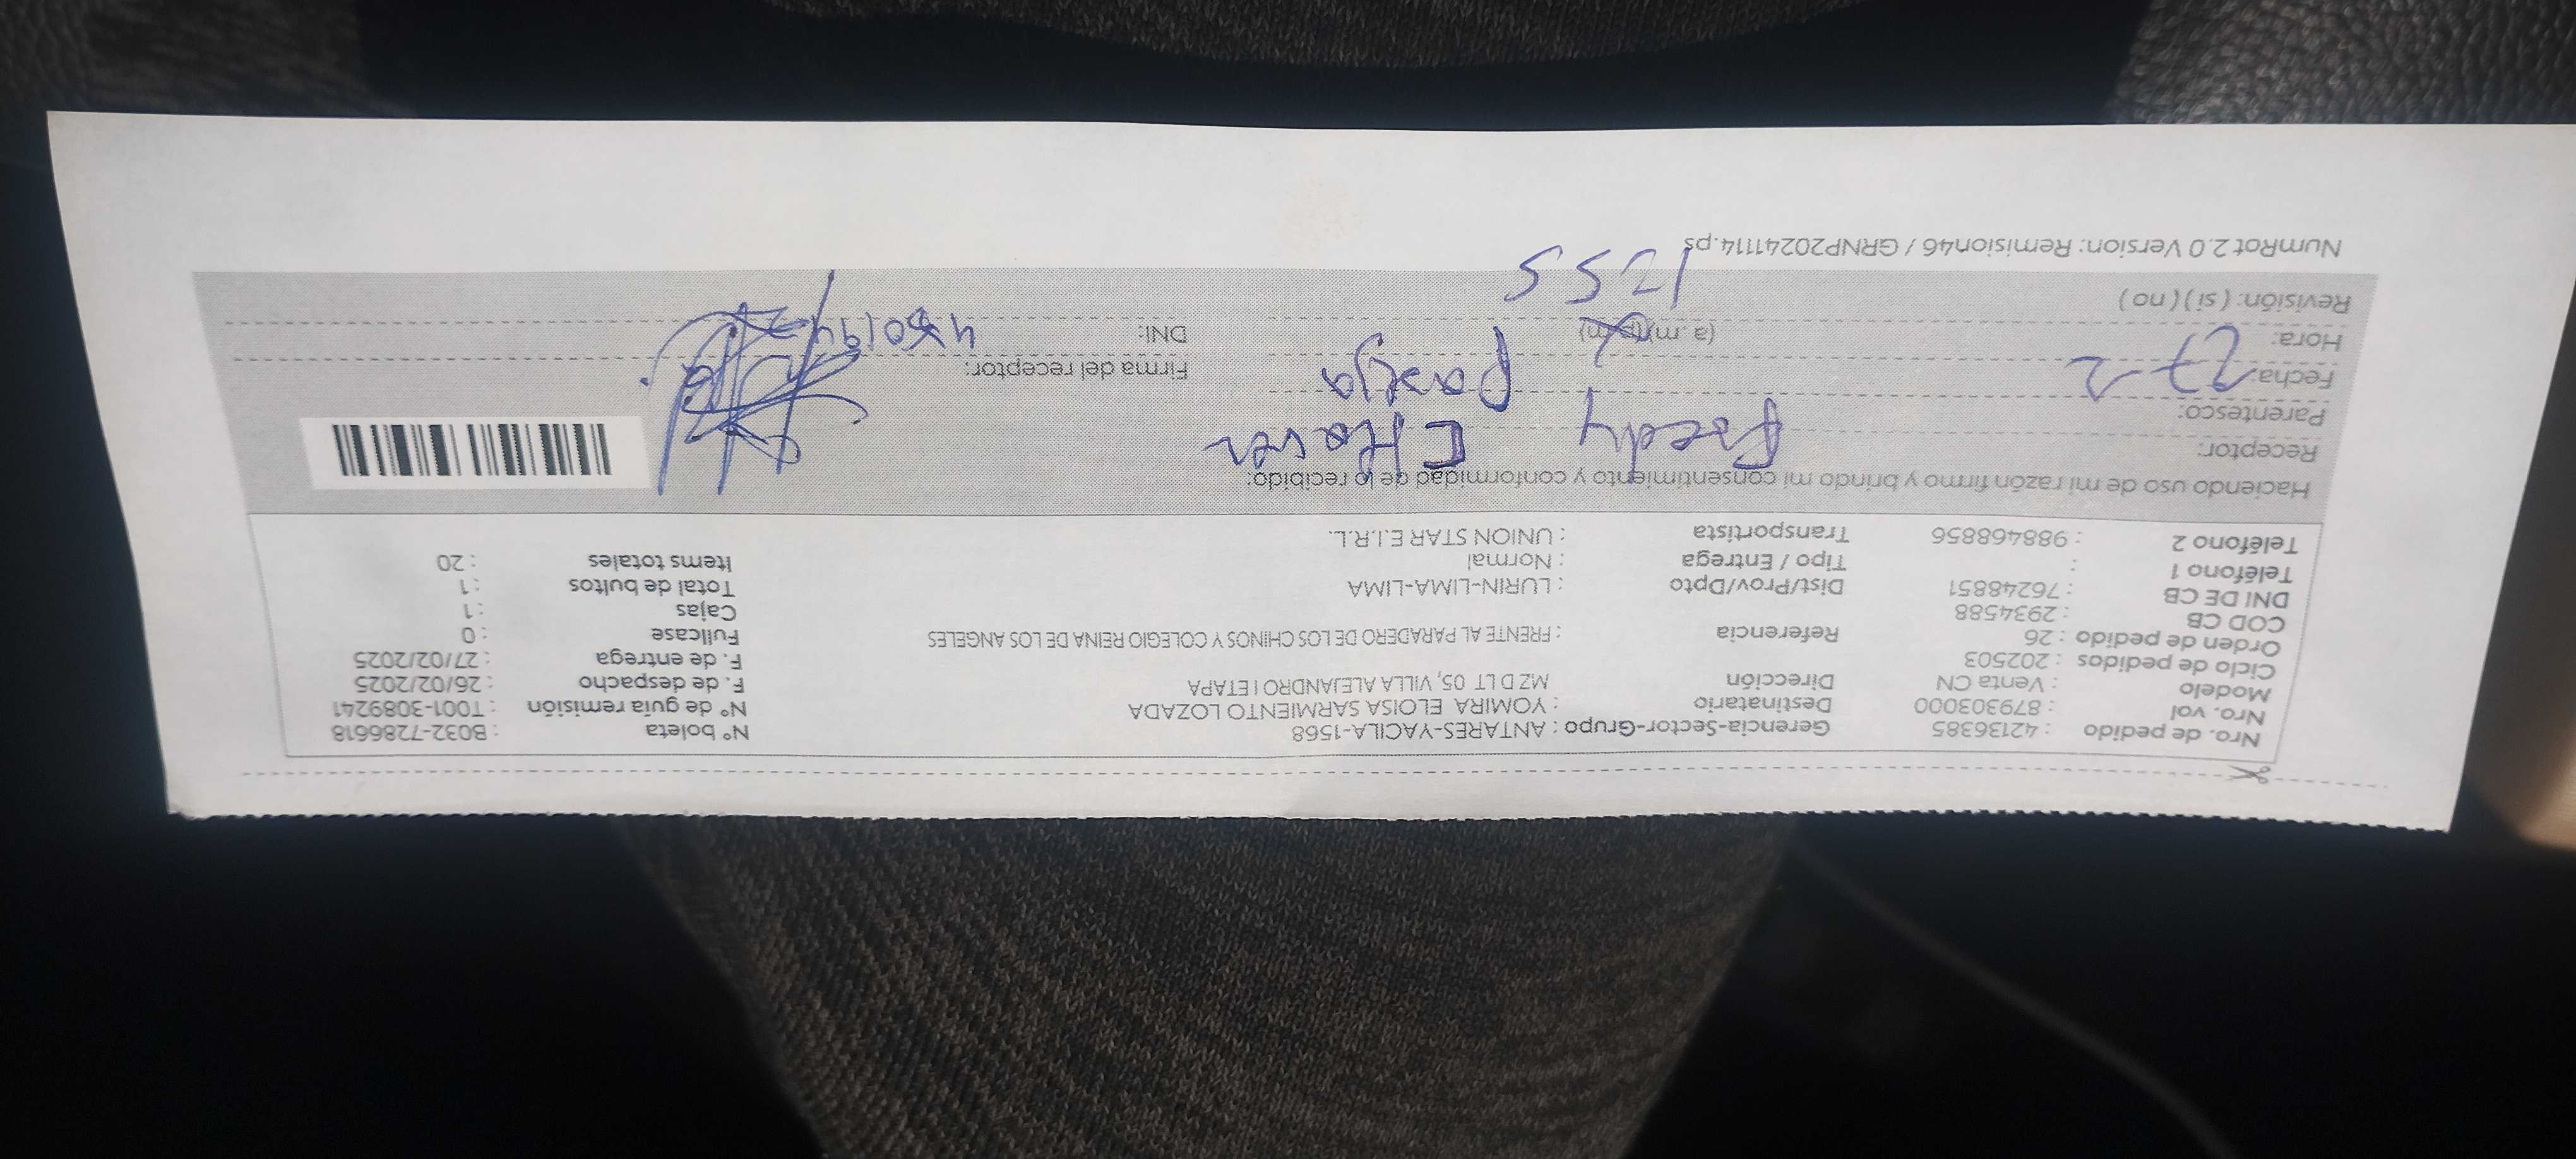 Nro. de pedido : 42136385 Gerencia-Sector-Grupo : ANTARES-YACILA-1568 N° boleta : B032-7286618
Nro. vol : 879303000 Destinatario : YOMIRA ELOISA SARMIENTO LOZADA N° de guía remisión : T001-3089241
Modelo : Venta CN Dirección MZ D LT 05, VILLA ALEJANDRO I ETAPA F. de despacho : 26/02/2025
Ciclo de pedidos : 202503 F. de entrega : 27/02/2025
Orden de pedido : 26 Referencia : FRENTE AL PARADERO DE LOS CHINOS Y COLEGIO REINA DE LOS ANGELES Fullcase : 0
COD CB : 2934588 Cajas : 1
DNI DE CB : 76248851 Dist/Prov/Dpto : LURIN-LIMA-LIMA Total de bultos : 1
Teléfono 1 : Tipo / Entrega : Normal Items totales : 20
Teléfono 2 : 988468856 Transportista : UNION STAR E.I.R.L.
Haciendo uso de mi razón firmo y brindo mi consentimiento y conformidad de lo recibido:
Receptor: Fredy
Parentesco: Pareja
Fecha: 27-2 Firma del receptor:
Hora: (a. m)(p. m) DNI:
1255
Revisión: ( si ) ( no )
NumRot 2.0 Version: Remision46 / GRNP20241114.ps